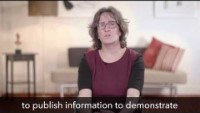 to publish information to demonstrate